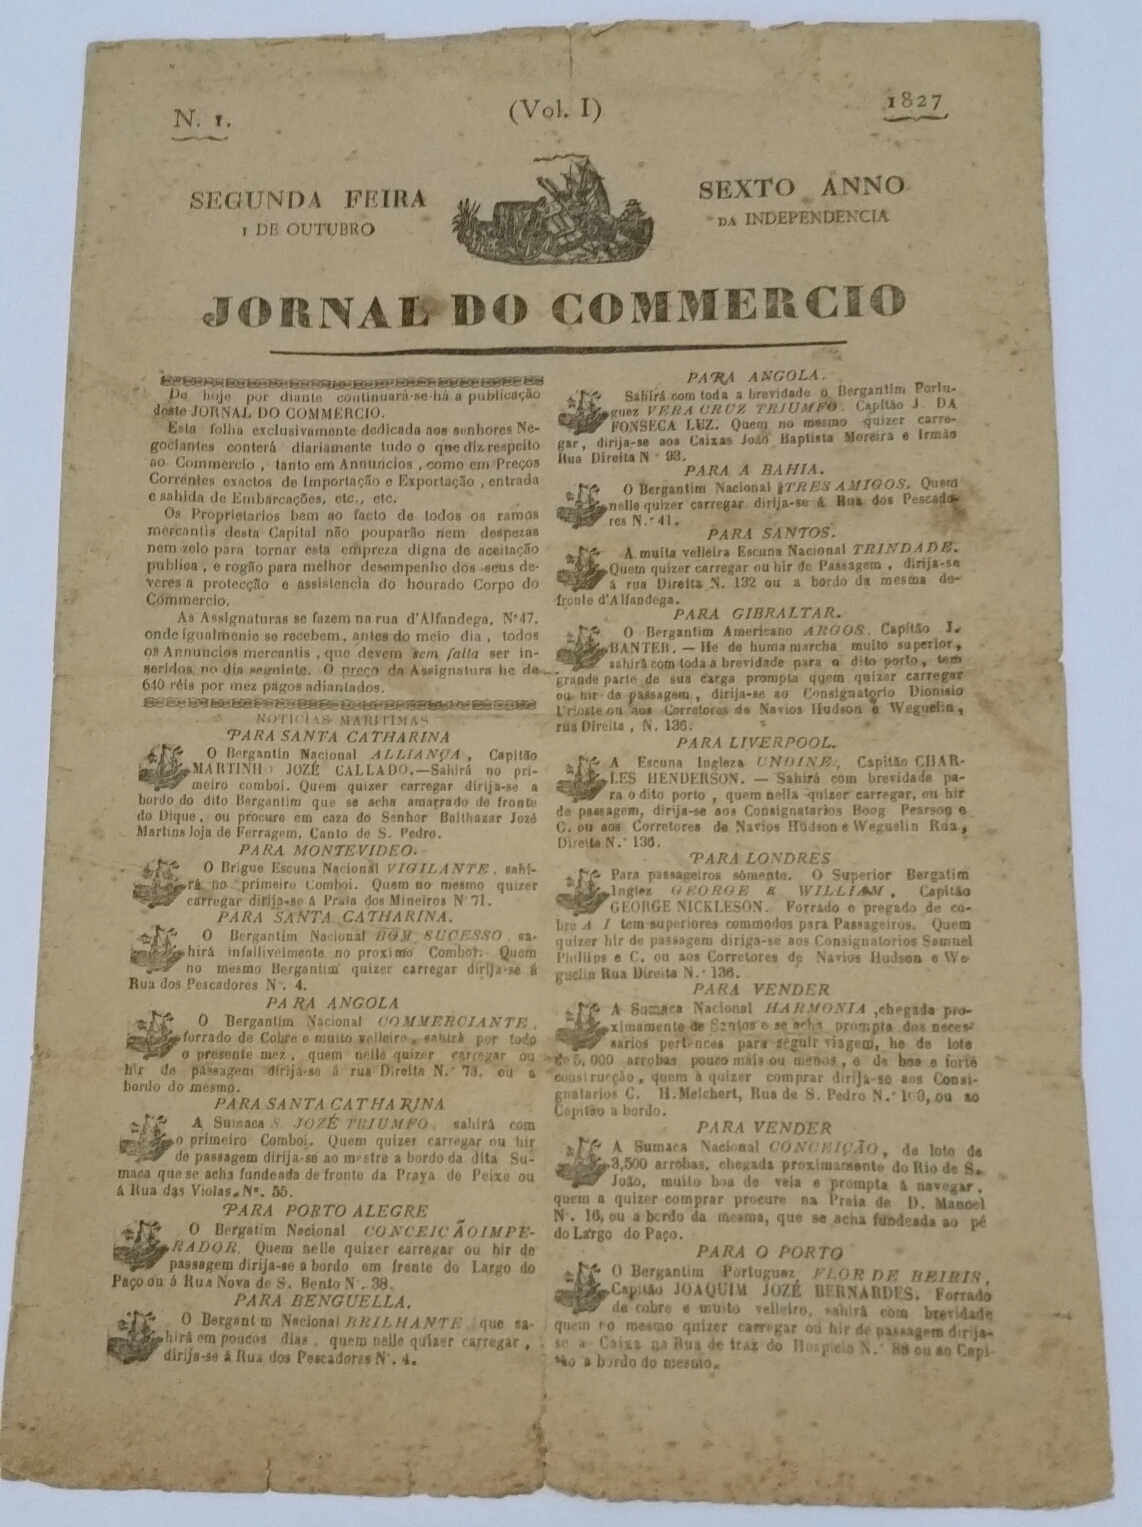 N. 1.
(Vol. I)
1827
SEGUNDA FEIRA
1 DE OUTUBRO
SEXTO ANNO
DA INDEPENDENCIA
JORNAL DO COMMERCIO
De hoje por diante continuará-se-há a publicação
deste JORNAL DO COMMERCIO.
Esta folha exclusivamente dedicada aos senhores Ne-
gociantes conterá diariamente tudo o que diz respeito
ao Commercio, tanto em Annuncios, como em Preços
Correntes exactos de Importação e Exportação, entrada
e sahida de Embarcações, etc., etc.
Os Proprietarios bem ao facto de todos os ramos
mercantis desta Capital não pouparão nem despezas
nem zelo para tornar esta empreza digna de aceitação
publica, e rogão para melhor desempenho dos seus de-
veres a protecção e assistencia do honrado Corpo do
Commercio.
As Assignaturas se fazem na rua d'Alfandega, N°47,
onde igualmente se recebem, antes do meio dia, todos
os Annuncios mercantis, que devem sem falta ser in-
seridos no dia seguinte. O preço da Assignatura he de
640 réis por mez pagos adiantados.
NOTICIAS MARITIMAS
PARA SANTA CATHARINA
O Bergantin Nacional ALLIANÇA, Capitão
MARTINHO JOZÉ CALLADO.—Sahirá no pri-
meiro comboi. Quem quizer carregar dirija-se a
bordo do dito Bergantim que se acha amarrado de fronte
do Dique, ou procure em caza do Senhor Balthazar Jozé
Martins loja de Ferragem, Canto de S. Pedro.
PARA MONTEVIDEO.
O Brigue Escuna Nacional VIGILANTE, sahi-
rá no primeiro Comboi. Quem no mesmo quizer
carregar dirija-se á Praia dos Mineiros N°71.
PARA SANTA CATHARINA.
O Bergantim Nacional BOM SUCESSO, sa-
hirá infallivelmente no proximo Comboi. Quem
no mesmo Bergantim quizer carregar dirija-se á
Rua dos Pescadores N°. 4.
PARA ANGOLA
O Bergantim Nacional COMMERCIANTE,
forrado de Cobre e muito velleiro, sahirá por todo
o presente mez, quem nelle quizer carregar ou
hir de passagem dirija-se á rua Direita N.° 73. ou a
bordo do mesmo.
PARA SANTA CATHARINA
A Sumaca S. JOZÉ TRIUMFO, sahirá com
o primeiro Comboi. Quem quizer carregar ou hir
de passagem dirija-se ao mestre a bordo da dita Su-
maca que se acha fundeada de fronte da Praya de Peixe ou
á Rua das Violas, N°. 55.
PARA PORTO ALEGRE
O Bergatim Nacional CONCEIÇÃO IMPE-
RADOR. Quem nelle quizer carregar ou hir de
passagem dirija-se a bordo em frente do Largo do
Paço ou á Rua Nova de S. Bento N°. 38.
PARA BENGUELLA.
O Bergantim Nacional BRILHANTE, que sa-
hirá em poucos dias, quem nelle quizer carregar,
dirija-se á Rua dos Pescadores N°. 4.
PARA ANGOLA.
Sahirá com toda a brevidade o Bergantim Portu-
guez VERA CRUZ TRIUMFO. Capitão J. DA
FONSECA LUZ. Quem no mesmo quizer carre-
gar, dirija-se aos Caixas João Baptista Moreira e Irmão
Rua Direita N° 93.
PARA A BAHIA.
O Bergantim Nacional TRES AMIGOS. Quem
nelle quizer carregar dirija-se á Rua dos Pescado-
res N.°41.
PARA SANTOS.
A muita velleira Escuna Nacional TRINDADE.
Quem quizer carregar ou hir de Passagem, dirija-se
á rua Direita N. 132 ou a bordo da mesma de-
fronte d'Alfandega.
PARA GIBRALTAR.
O Bergantim Americano ARGOS, Capitão J.
BANTER. — He de huma marcha muito superior,
sahirá com toda a brevidade para o dito porto, tem
grande parte de sua carga prompta quem quizer carregar
ou hir de passagem, dirija-se ao Consignatorio Dionisio
Urioste ou aos Corretores de Navios Hudson e Weguelin,
rua Direita, N. 136.
PARA LIVERPOOL.
A Escuna Ingleza UNDINE, Capitão CHAR-
LES HENDERSON. — Sahirá com brevidade pa-
ra o dito porto, quem nella quizer carregar, ou hir
de passagem, dirija-se aos Consignatarios Boog Pearson e
C. ou aos Corretores de Navios Hudson e Weguelin Rua,
Direita N.° 136.
PARA LONDRES
Para passageiros sómente. O Superior Bergatim
Inglez GEORGE E WILLIAM, Capitão
GEORGE NICKLESON. Forrado e pregado de co-
bre A 1 tem superiores commodos para Passageiros. Quem
quizer hir de passagem diriga-se aos Consignatorios Samuel
Phillips e C. ou aos Corretores de Navios Hudson e We
guelin Rua Direita N.° 136.
PARA VENDER
A Sumaca Nacional HARMONIA, chegada pro-
ximamente de Santos e se acha prompta dos neces-
sarios pertences para seguir viagem, he de lote
de 5,000 arrobas pouco mais ou menos, e de boa e forte
construcção, quem à quizer comprar dirija-se aos Consi-
gnatarios C. H. Melchert, Rua de S. Pedro N.° 100, ou ao
Capitão a bordo.
PARA VENDER
A Sumaca Nacional CONCEIÇÃO, de lote de
3,500 arrobas, chegada proximamente do Rio de S.
João, muito boa de vela e prompta á navegar,
quem a quizer comprar procure na Praia de D. Manoel
N°. 16, ou a bordo da mesma, que se acha fundeada ao pé
do Largo do Paço.
PARA O PORTO
O Bergantim Portuguez FLOR DE BEIRIS,
Capitão JOAQUIM JOZÉ BERNARDES. Forrado
de cobre e muito velleiro, sahirá com brevidade
quem no mesmo quizer carregar ou hir de passagem dirija-
se a Caixa na Rua de traz do Hospicio N.° 88 ou ao Capi-
tão a bordo do mesmo.